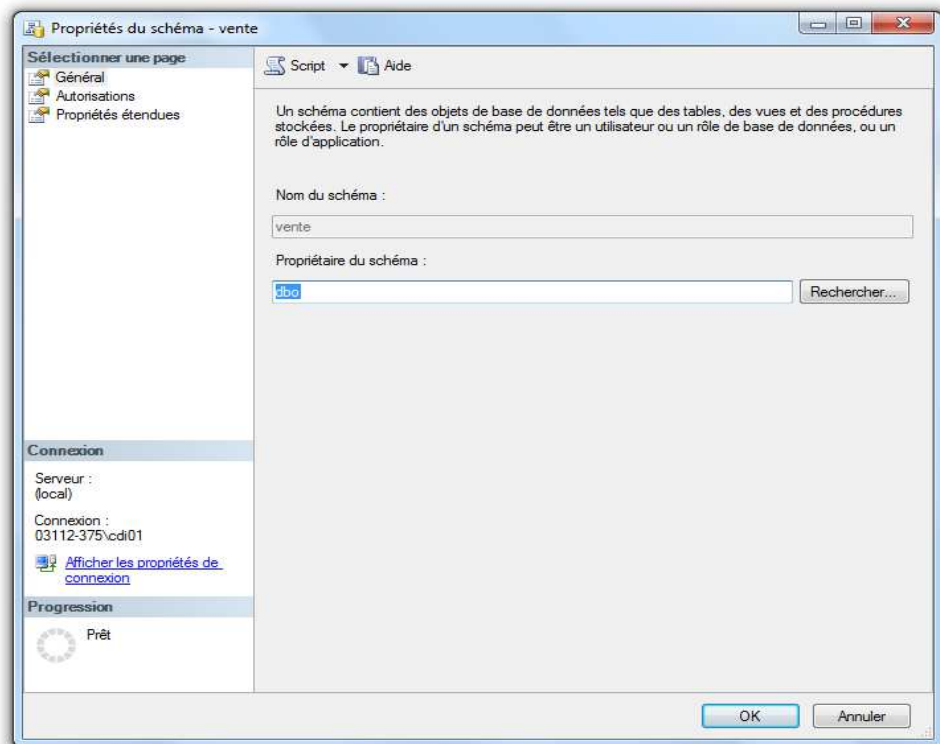 Propriétés du schéma - vente
Sélectionner une page
Général
Autorisations
Propriétés étendues
Script
Aide
Un schéma contient des objets de base de données tels que des tables, des vues et des procédures
stockées. Le propriétaire d'un schéma peut être un utilisateur ou un rôle de base de données, ou un
rôle d'application.
Nom du schéma :
vente
Propriétaire du schéma :
dbo
Rechercher...
Connexion
Serveur :
(local)
Connexion :
03112-375\cdi01
Afficher les propriétés de
connexion
Progression
Prêt
OK
Annuler